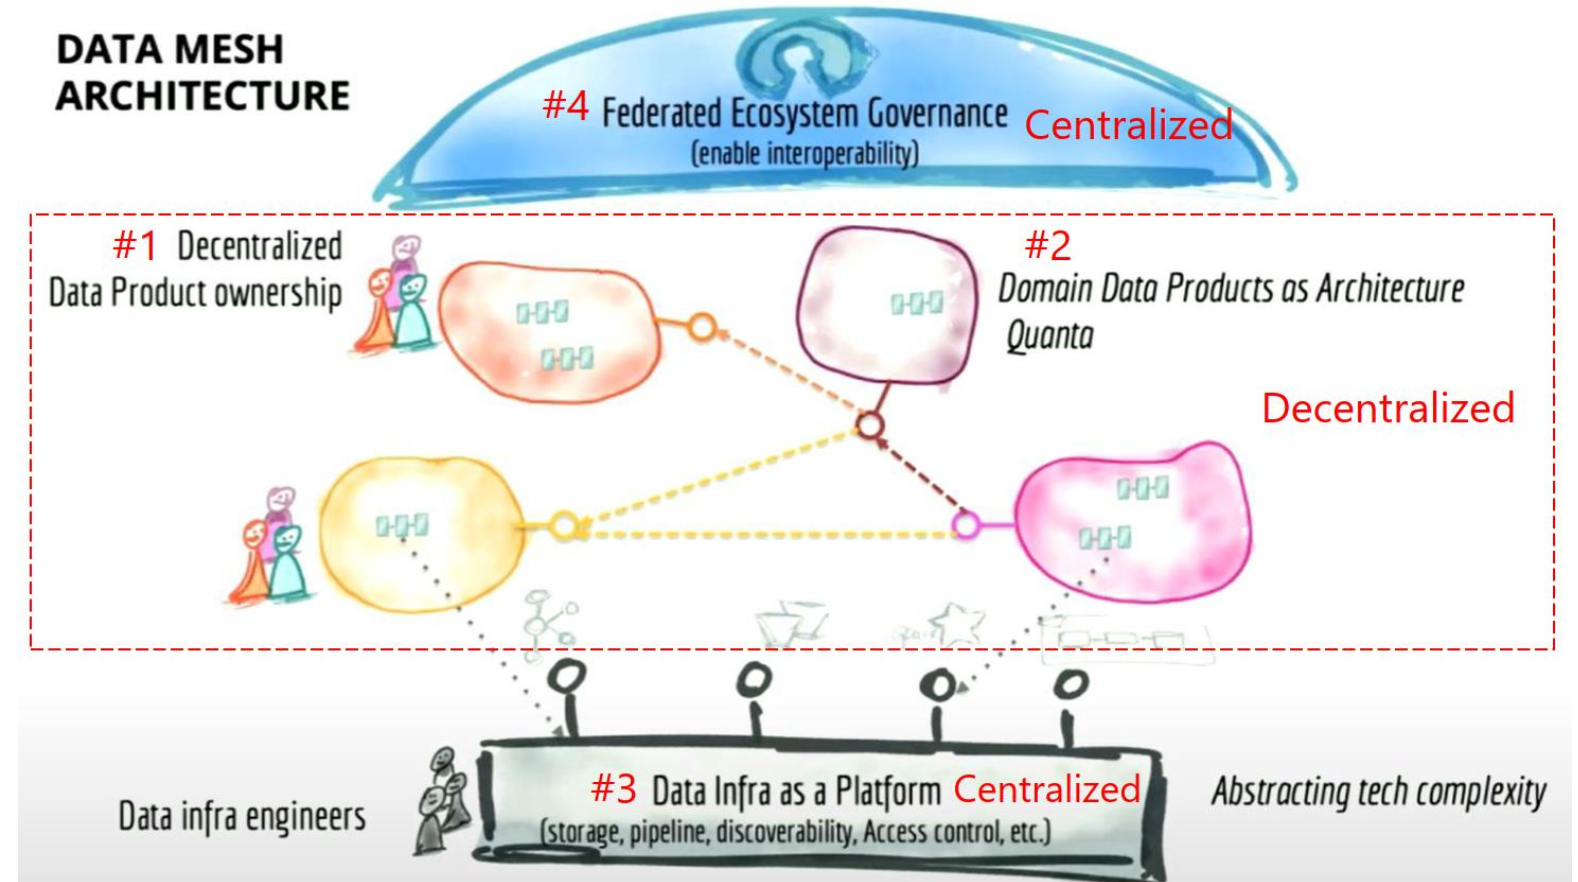 DATA MESH
ARCHITECTURE
#4 Federated Ecosystem Governance Centralized
(enable interoperability)
#1 Decentralized
Data Product ownership
#2
Domain Data Products as Architecture
Quanta
Decentralized
#3 Data Infra as a Platform Centralized
(storage, pipeline, discoverability, Access control, etc.)
Data infra engineers
Abstracting tech complexity